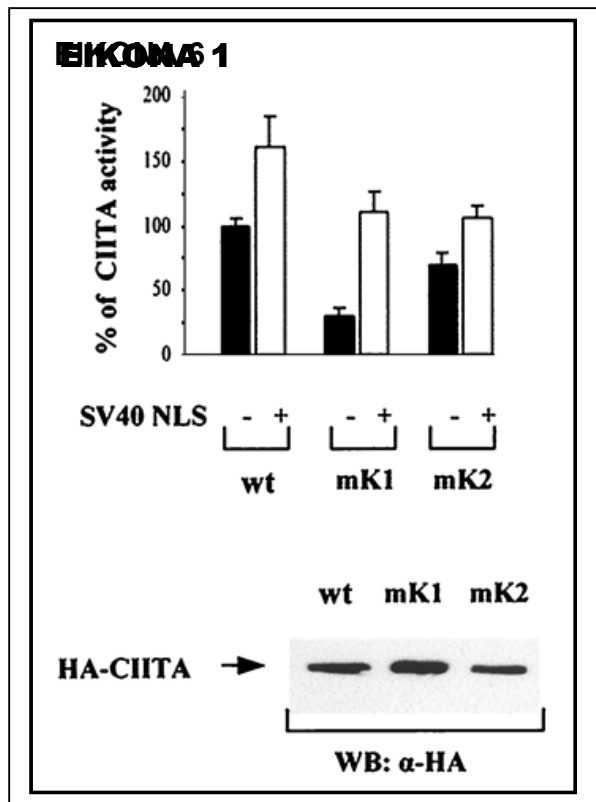 EIKONA 1
200
150
100
50
0
% of CIITA activity
SV40 NLS - + - + - +
wt mK1 mK2
wt mK1 mK2
HA-CIITA
WB: α-HA